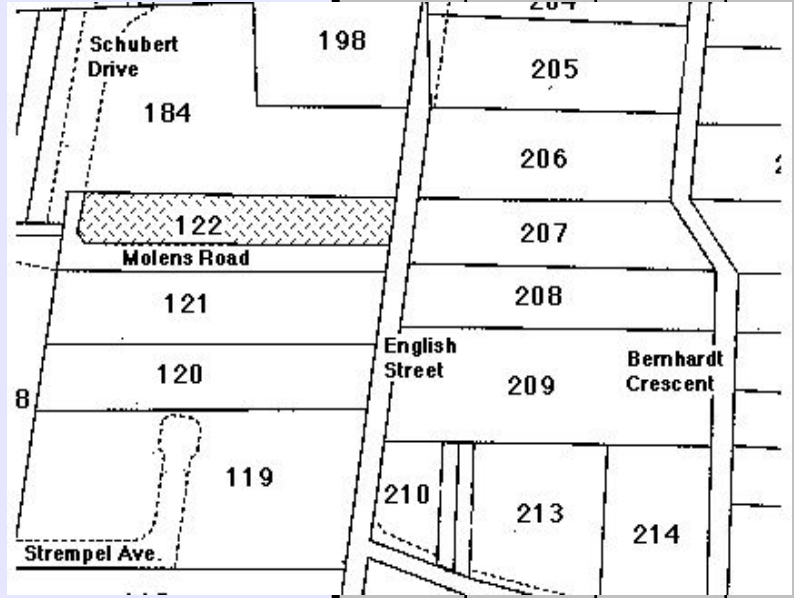 204
Schubert
Drive
198
205
184
206
122
207
Molens Road
208
121
English
Street
Bernhardt
Crescent
120
209
8
119
210
213
214
Strempel Ave.